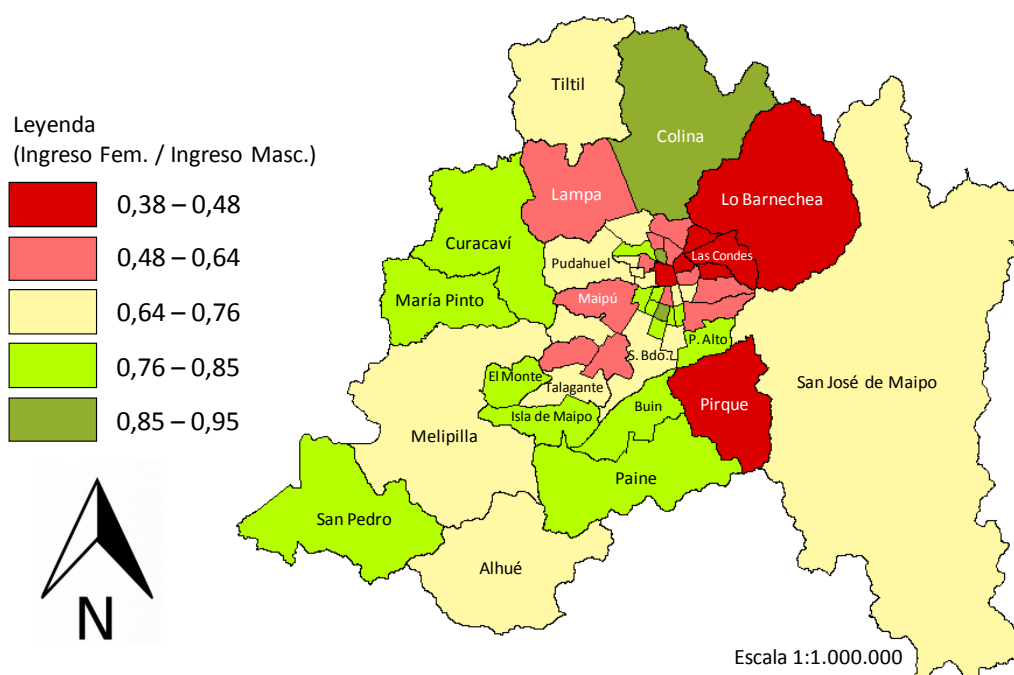 Leyenda
(Ingreso Fem. / Ingreso Masc.)
0,38 – 0,48
0,48 – 0,64
0,64 – 0,76
0,76 – 0,85
0,85 – 0,95
N
Tiltil
Colina
Lampa
Lo Barnechea
Curacaví
Las Condes
Pudahuel
María Pinto
Maipú
P. Alto
S. Bdo.
El Monte
Talagante
San José de Maipo
Pirque
Isla de Maipo
Buin
Melipilla
Paine
San Pedro
Alhué
Escala 1:1.000.000